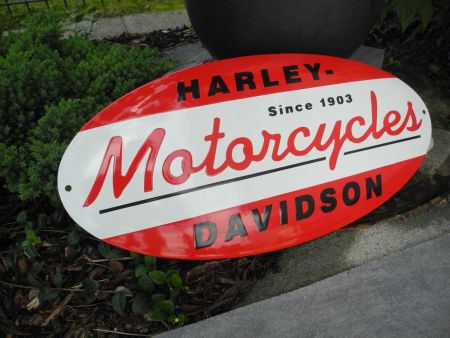 HARLEY-
Since 1903
Motorcycles
DAVIDSON